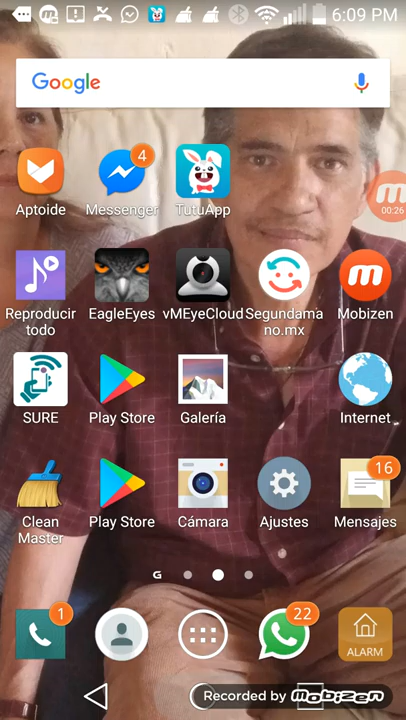 6:09 PM
Google
00:26
4
Aptoide
Messenger
TutuApp
Reproducir
todo
EagleEyes
vMEyeCloud
Segundama
no.mx
Mobizen
SURE
Play Store
Galería
Internet
16
Clean
Master
Play Store
Cámara
Ajustes
Mensajes
G
1
22
ALARM
Recorded by mobizen